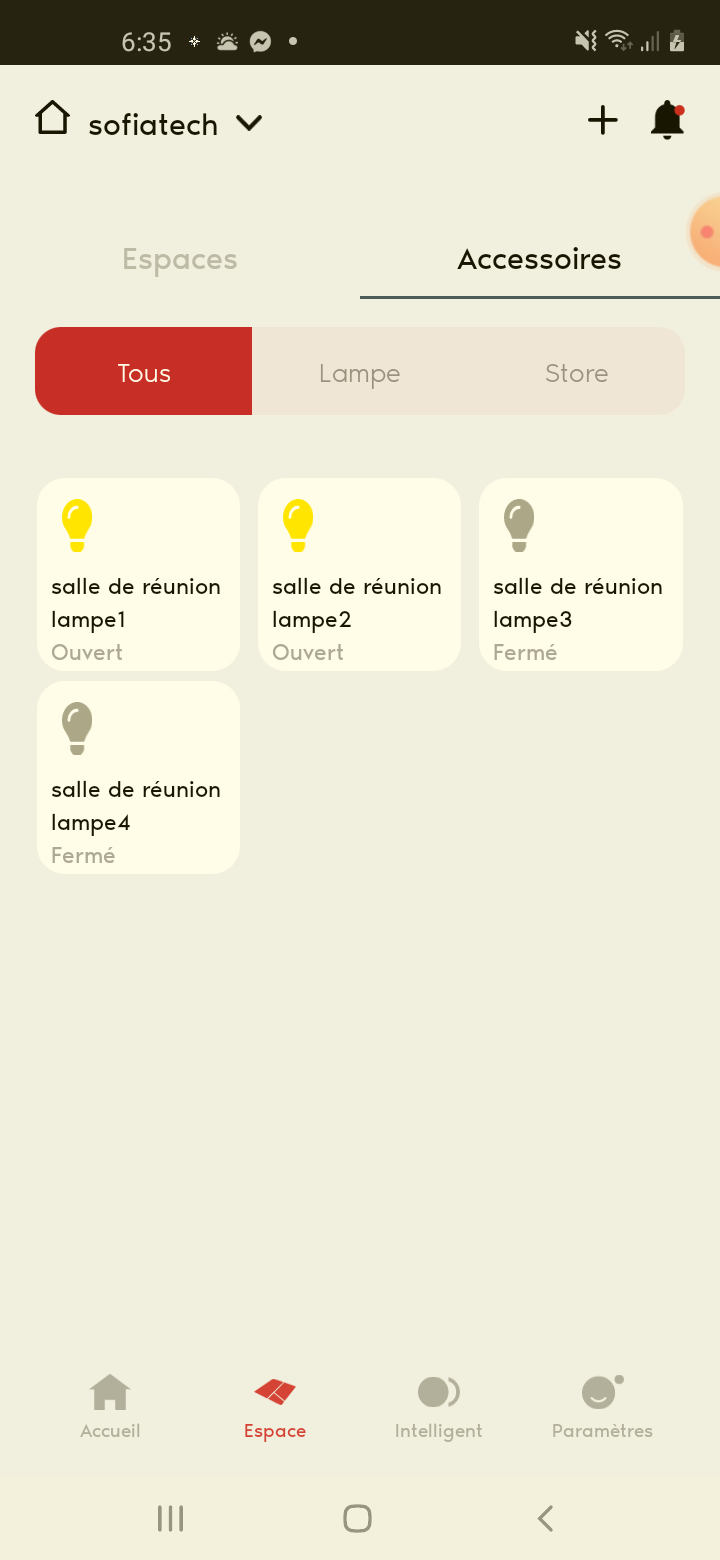 6:35
sofiatech
Espaces
Accessoires
Tous
Lampe
Store
salle de réunion
lampe1
Ouvert
salle de réunion
lampe2
Ouvert
salle de réunion
lampe3
Fermé
salle de réunion
lampe4
Fermé
Accueil
Espace
Intelligent
Paramètres